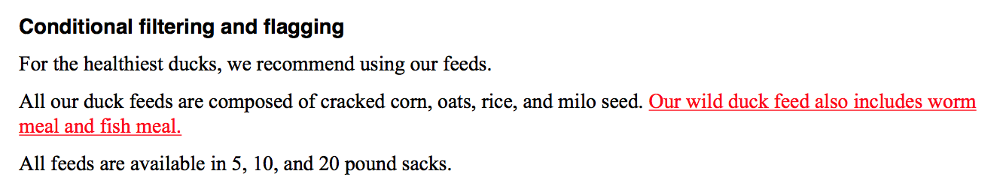 Conditional filtering and flagging
For the healthiest ducks, we recommend using our feeds.
All our duck feeds are composed of cracked corn, oats, rice, and milo seed. Our wild duck feed also includes worm
meal and fish meal.
All feeds are available in 5, 10, and 20 pound sacks.